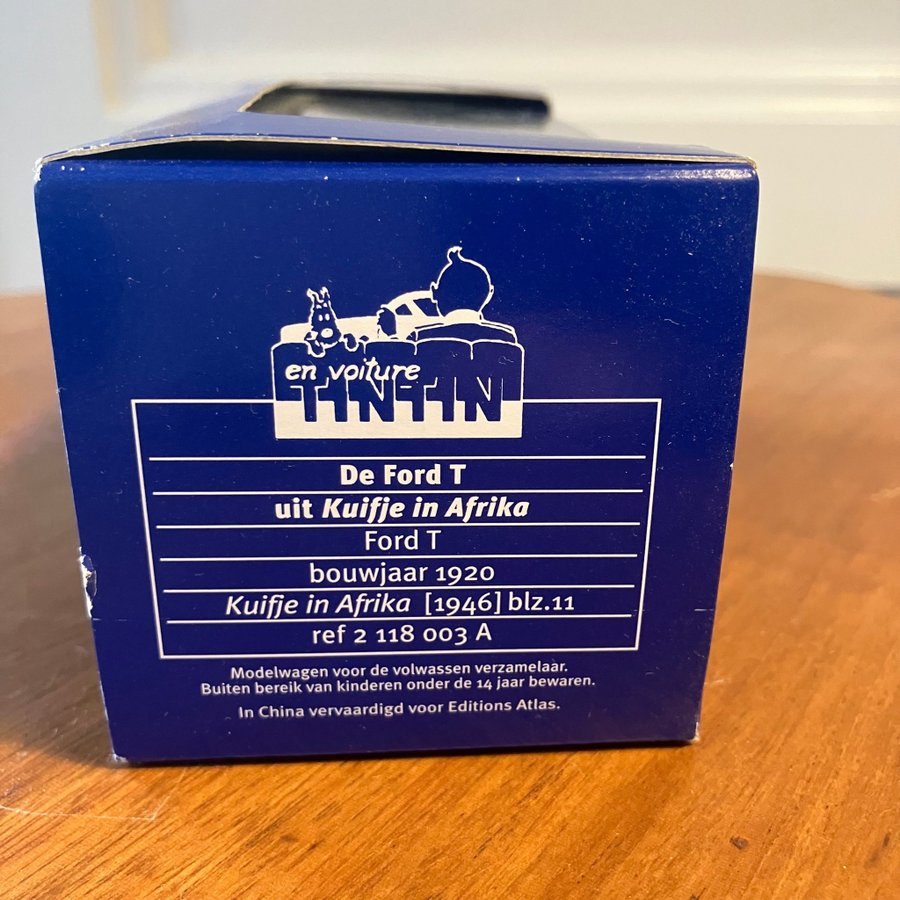 en voiture
TINTIN
De Ford T
uit Kuifje in Afrika
Ford T
bouwjaar 1920
Kuifje in Afrika [1946] blz.11
ref 2 118 003 A
Modelwagen voor de volwassen verzamelaar.
Buiten bereik van kinderen onder de 14 jaar bewaren.
In China vervaardigd voor Editions Atlas.